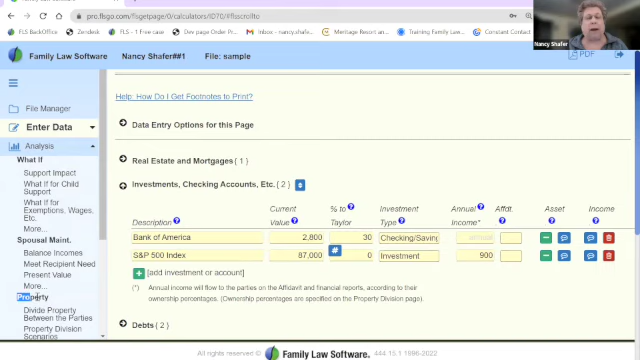 pro.flsgo.com/flsgetpage/0/calculators/ID70/#flsscrollto
FLS BackOffice
Zendesk
FLS - 1 Free case
Dev page Order Pro...
Inbox - nancy.shafer...
Meritage Resort an...
Training Family Law...
Constant Contact
Nancy Shafer
Family Law Software
Nancy Shafer##1
File: sample
PDF
File Manager
Enter Data
Analysis
What If
Support Impact
What If for Child
Support
What If for
Exemptions, Wages,
Etc.
More...
Spousal Maint.
Balance Incomes
Meet Recipient Need
Present Value
More...
Property
Divide Property
Between the Parties
Property Division
Scenarios
Help: How Do I Get Footnotes to Print?
Data Entry Options for this Page
Real Estate and Mortgages { 1 }
Investments, Checking Accounts, Etc. { 2 }
Description
Current
Value
% to
Taylor
Investment
Type
Annual
Income*
Affdt.
Asset
Income
Bank of America 2,800 30 Checking/Saving annual
S&P 500 Index 87,000 # 0 Investment 900
[add investment or account]
(*) Annual income will flow to the parties on the Affidavit and financial reports, according to their
ownership percentages. (Ownership percentages are specified on the Property Division page.)
Debts { 2 }
All rights reserved. © Family Law Software. 444.15.1 1996-2022